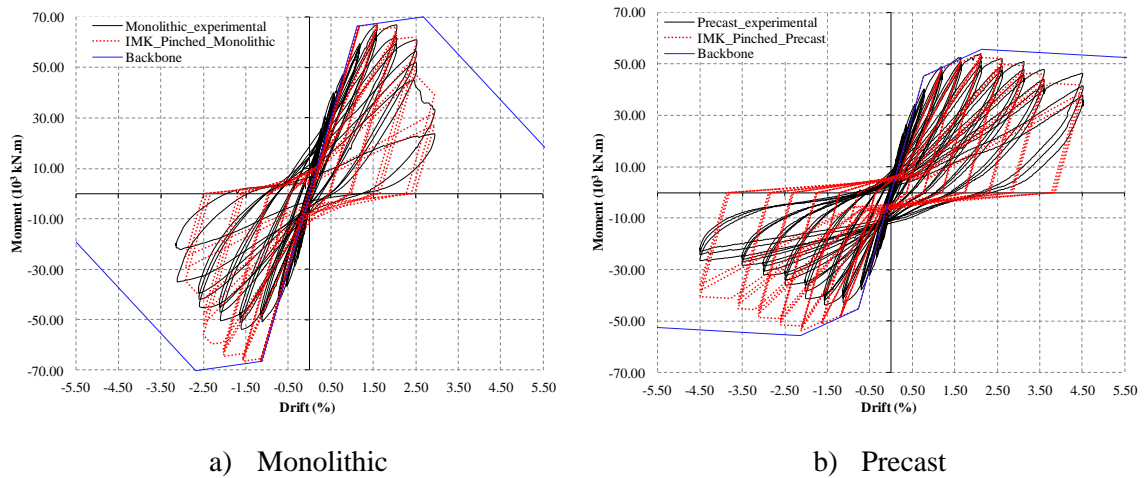 Monolithic_experimental
IMK_Pinched_Monolithic
Backbone
70.00
50.00
30.00
10.00
-10.00
-30.00
-50.00
-70.00
-5.50 -4.50 -3.50 -2.50 -1.50 -0.50 0.50 1.50 2.50 3.50 4.50 5.50
Moment (10³ kN.m)
Drift (%)
a) Monolithic
Precast_experimental
IMK_Pinched_Precast
Backbone
70.00
50.00
30.00
10.00
-10.00
-30.00
-50.00
-70.00
-5.50 -4.50 -3.50 -2.50 -1.50 -0.50 0.50 1.50 2.50 3.50 4.50 5.50
Moment (10³ kN.m)
Drift (%)
b) Precast